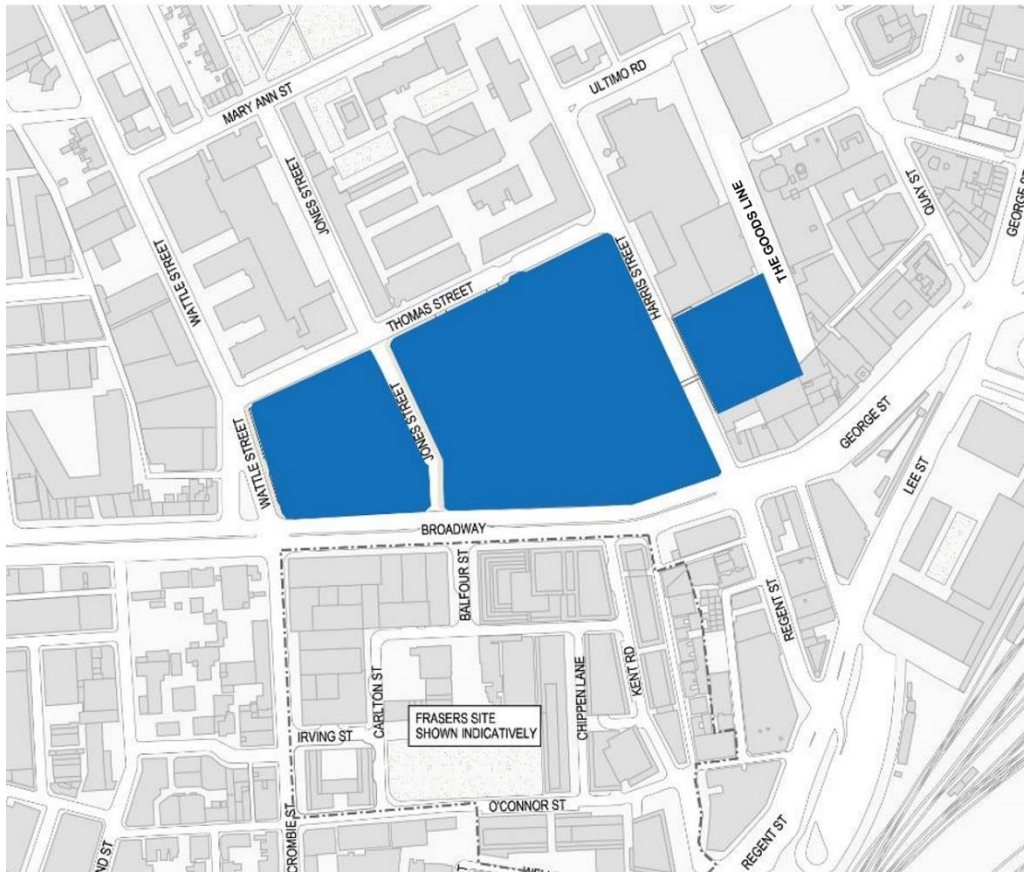 MARY ANN ST
ULTIMO RD
JONES STREET
QUAY ST
GEORGE ST
THE GOODS LINE
WATTLE STREET
HARRIS STREET
THOMAS STREET
JONES STREET
WATTLE STREET
GEORGE ST
LEE ST
BROADWAY
BALFOUR ST
REGENT ST
KENT RD
CHIPPEN LANE
CARLTON ST
FRASERS SITE
SHOWN INDICATIVELY
IRVING ST
O'CONNOR ST
CROMBIE ST
REGENT ST
ND ST